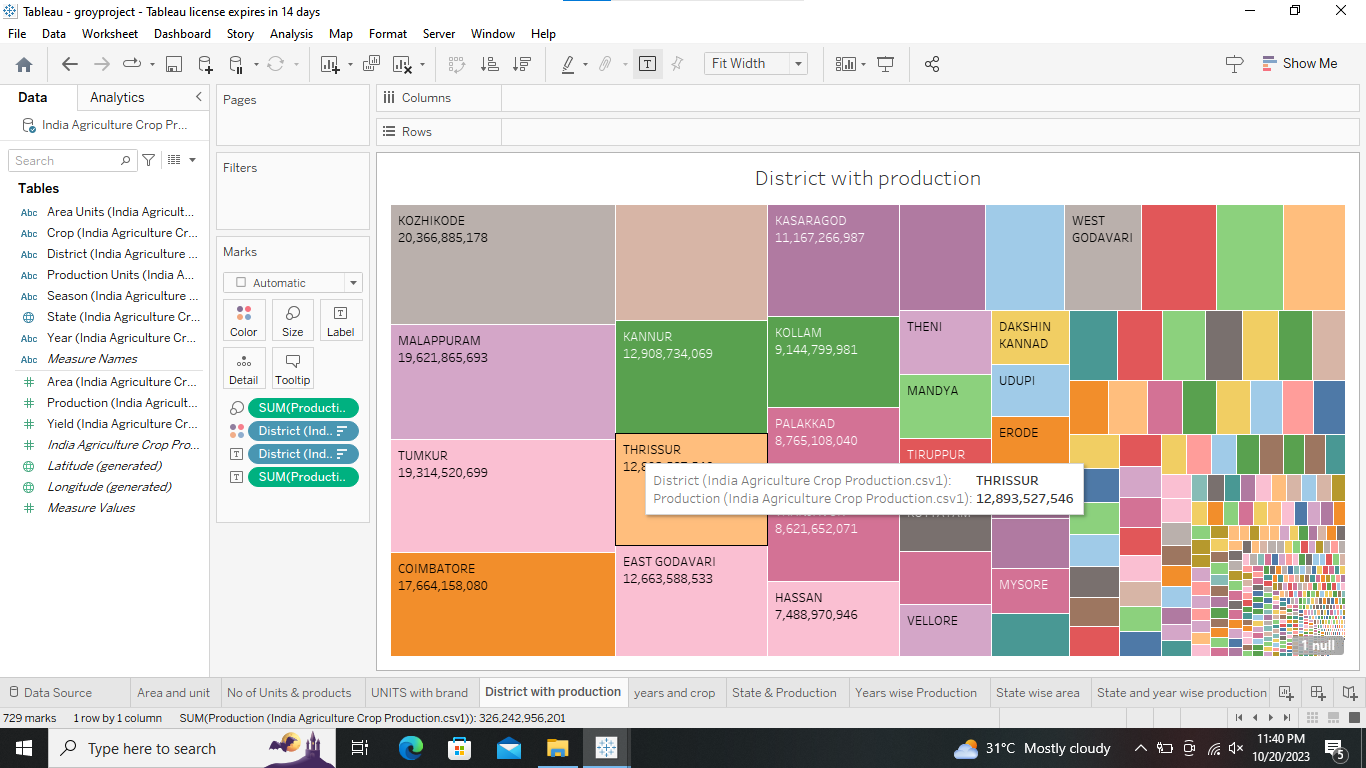 Tableau - groyproject - Tableau license expires in 14 days
File Data Worksheet Dashboard Story Analysis Map Format Server Window Help
Fit Width
Show Me
Data Analytics
India Agriculture Crop Pr...
Search
Tables
Abc Area Units (India Agricult...
Abc Crop (India Agriculture Cr...
Abc District (India Agriculture ...
Abc Production Units (India A...
Abc Season (India Agriculture ...
State (India Agriculture Cr...
Abc Year (India Agriculture Cr...
Abc Measure Names
Area (India Agriculture Cr...
Production (India Agricult...
Yield (India Agriculture Cr...
India Agriculture Crop Pro...
Latitude (generated)
Longitude (generated)
Measure Values
Pages
Filters
Marks
Automatic
Color Size Label
Detail Tooltip
SUM(Producti..
District (Ind..
District (Ind..
SUM(Producti..
Columns
Rows
District with production
KOZHIKODE
20,366,885,178
MALAPPURAM
19,621,865,693
TUMKUR
19,314,520,699
COIMBATORE
17,664,158,080
KANNUR
12,908,734,069
THRISSUR
EAST GODAVARI
12,663,588,533
KASARAGOD
11,167,266,987
KOLLAM
9,144,799,981
PALAKKAD
8,765,108,040
8,621,652,071
HASSAN
7,488,970,946
THENI
MANDYA
TIRUPPUR
VELLORE
WEST
GODAVARI
DAKSHIN
KANNAD
UDUPI
ERODE
MYSORE
District (India Agriculture Crop Production.csv1): THRISSUR
Production (India Agriculture Crop Production.csv1): 12,893,527,546
1 null
Data Source Area and unit No of Units & products UNITS with brand District with production years and crop State & Production Years wise Production State wise area State and year wise production
729 marks 1 row by 1 column SUM(Production (India Agriculture Crop Production.csv1)): 326,242,956,201
Type here to search
31°C Mostly cloudy
11:40 PM
10/20/2023
5